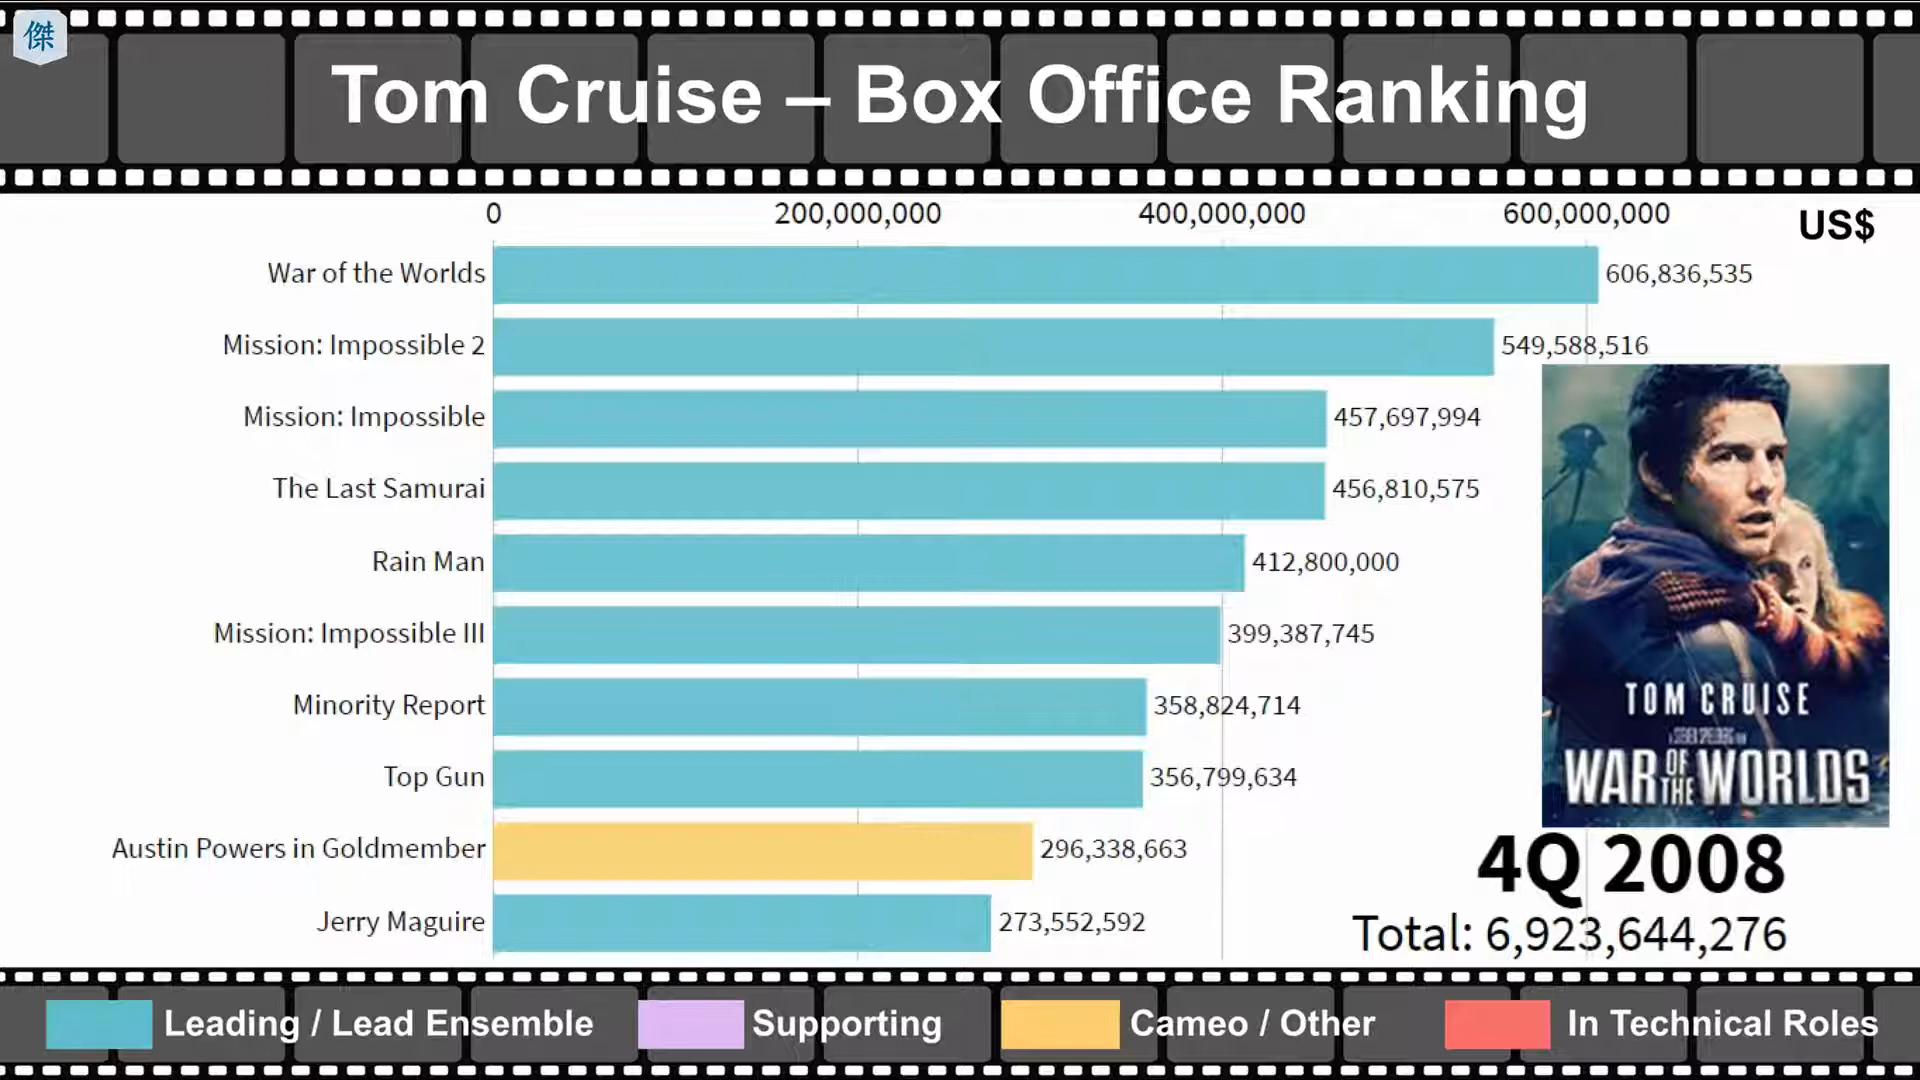 傑
Tom Cruise – Box Office Ranking
0 200,000,000 400,000,000 600,000,000 US$
War of the Worlds 606,836,535
Mission: Impossible 2 549,588,516
Mission: Impossible 457,697,994
The Last Samurai 456,810,575
Rain Man 412,800,000
Mission: Impossible III 399,387,745
Minority Report 358,824,714
Top Gun 356,799,634
Austin Powers in Goldmember 296,338,663
Jerry Maguire 273,552,592
TOM CRUISE
WAR OF THE WORLDS
4Q 2008
Total: 6,923,644,276
Leading / Lead Ensemble Supporting Cameo / Other In Technical Roles